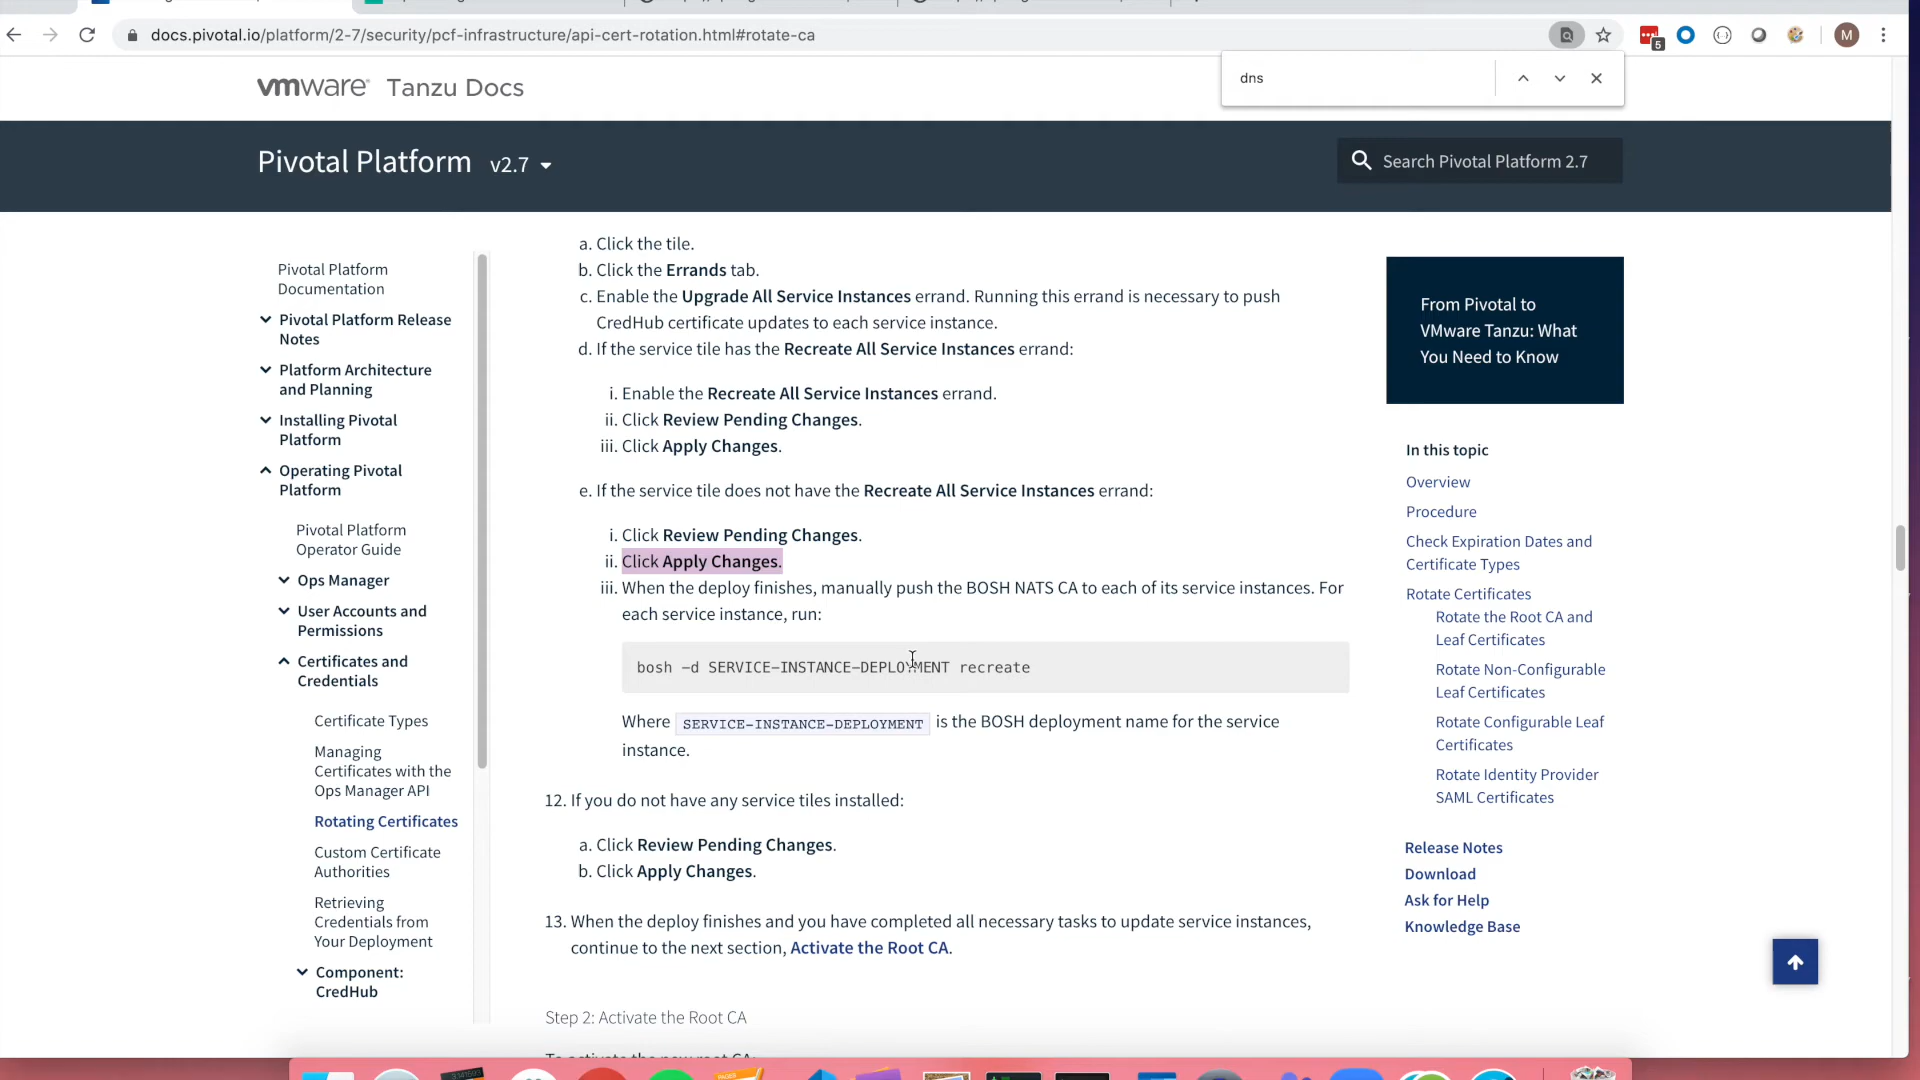 docs.pivotal.io/platform/2-7/security/pcf-infrastructure/api-cert-rotation.html#rotate-ca
5
M
dns
vmware Tanzu Docs
Pivotal Platform v2.7
Search Pivotal Platform 2.7
Pivotal Platform
Documentation
Pivotal Platform Release
Notes
Platform Architecture
and Planning
Installing Pivotal
Platform
Operating Pivotal
Platform
Pivotal Platform
Operator Guide
Ops Manager
User Accounts and
Permissions
Certificates and
Credentials
Certificate Types
Managing
Certificates with the
Ops Manager API
Rotating Certificates
Custom Certificate
Authorities
Retrieving
Credentials from
Your Deployment
Component:
CredHub
a. Click the tile.
b. Click the Errands tab.
c. Enable the Upgrade All Service Instances errand. Running this errand is necessary to push
CredHub certificate updates to each service instance.
d. If the service tile has the Recreate All Service Instances errand:
i. Enable the Recreate All Service Instances errand.
ii. Click Review Pending Changes.
iii. Click Apply Changes.
e. If the service tile does not have the Recreate All Service Instances errand:
i. Click Review Pending Changes.
ii. Click Apply Changes.
iii. When the deploy finishes, manually push the BOSH NATS CA to each of its service instances. For
each service instance, run:
bosh -d SERVICE-INSTANCE-DEPLOYMENT recreate
Where SERVICE-INSTANCE-DEPLOYMENT is the BOSH deployment name for the service
instance.
12. If you do not have any service tiles installed:
a. Click Review Pending Changes.
b. Click Apply Changes.
13. When the deploy finishes and you have completed all necessary tasks to update service instances,
continue to the next section, Activate the Root CA.
Step 2: Activate the Root CA
To activate the new root CA:
From Pivotal to
VMware Tanzu: What
You Need to Know
In this topic
Overview
Procedure
Check Expiration Dates and
Certificate Types
Rotate Certificates
Rotate the Root CA and
Leaf Certificates
Rotate Non-Configurable
Leaf Certificates
Rotate Configurable Leaf
Certificates
Rotate Identity Provider
SAML Certificates
Release Notes
Download
Ask for Help
Knowledge Base